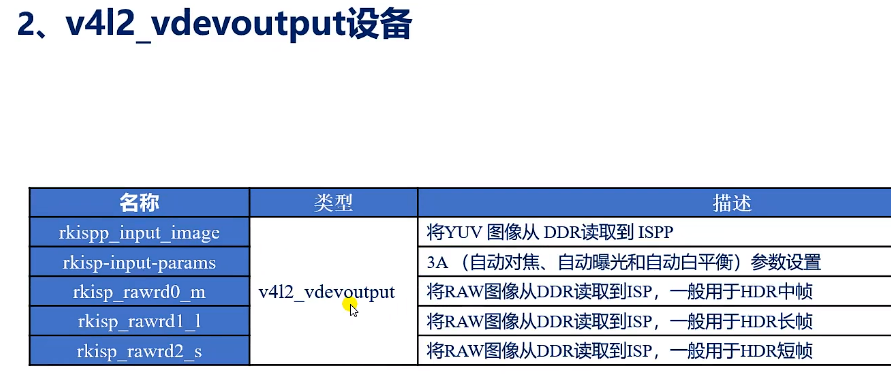 2、v4l2_vdevoutput设备
名称 类型 描述
rkispp_input_image 将YUV 图像从 DDR读取到 ISPP
rkisp-input-params 3A （自动对焦、自动曝光和自动白平衡）参数设置
rkisp_rawrd0_m v4l2_vdevoutput 将RAW图像从DDR读取到ISP，一般用于HDR中帧
rkisp_rawrd1_l 将RAW图像从DDR读取到ISP，一般用于HDR长帧
rkisp_rawrd2_s 将RAW图像从DDR读取到ISP，一般用于HDR短帧